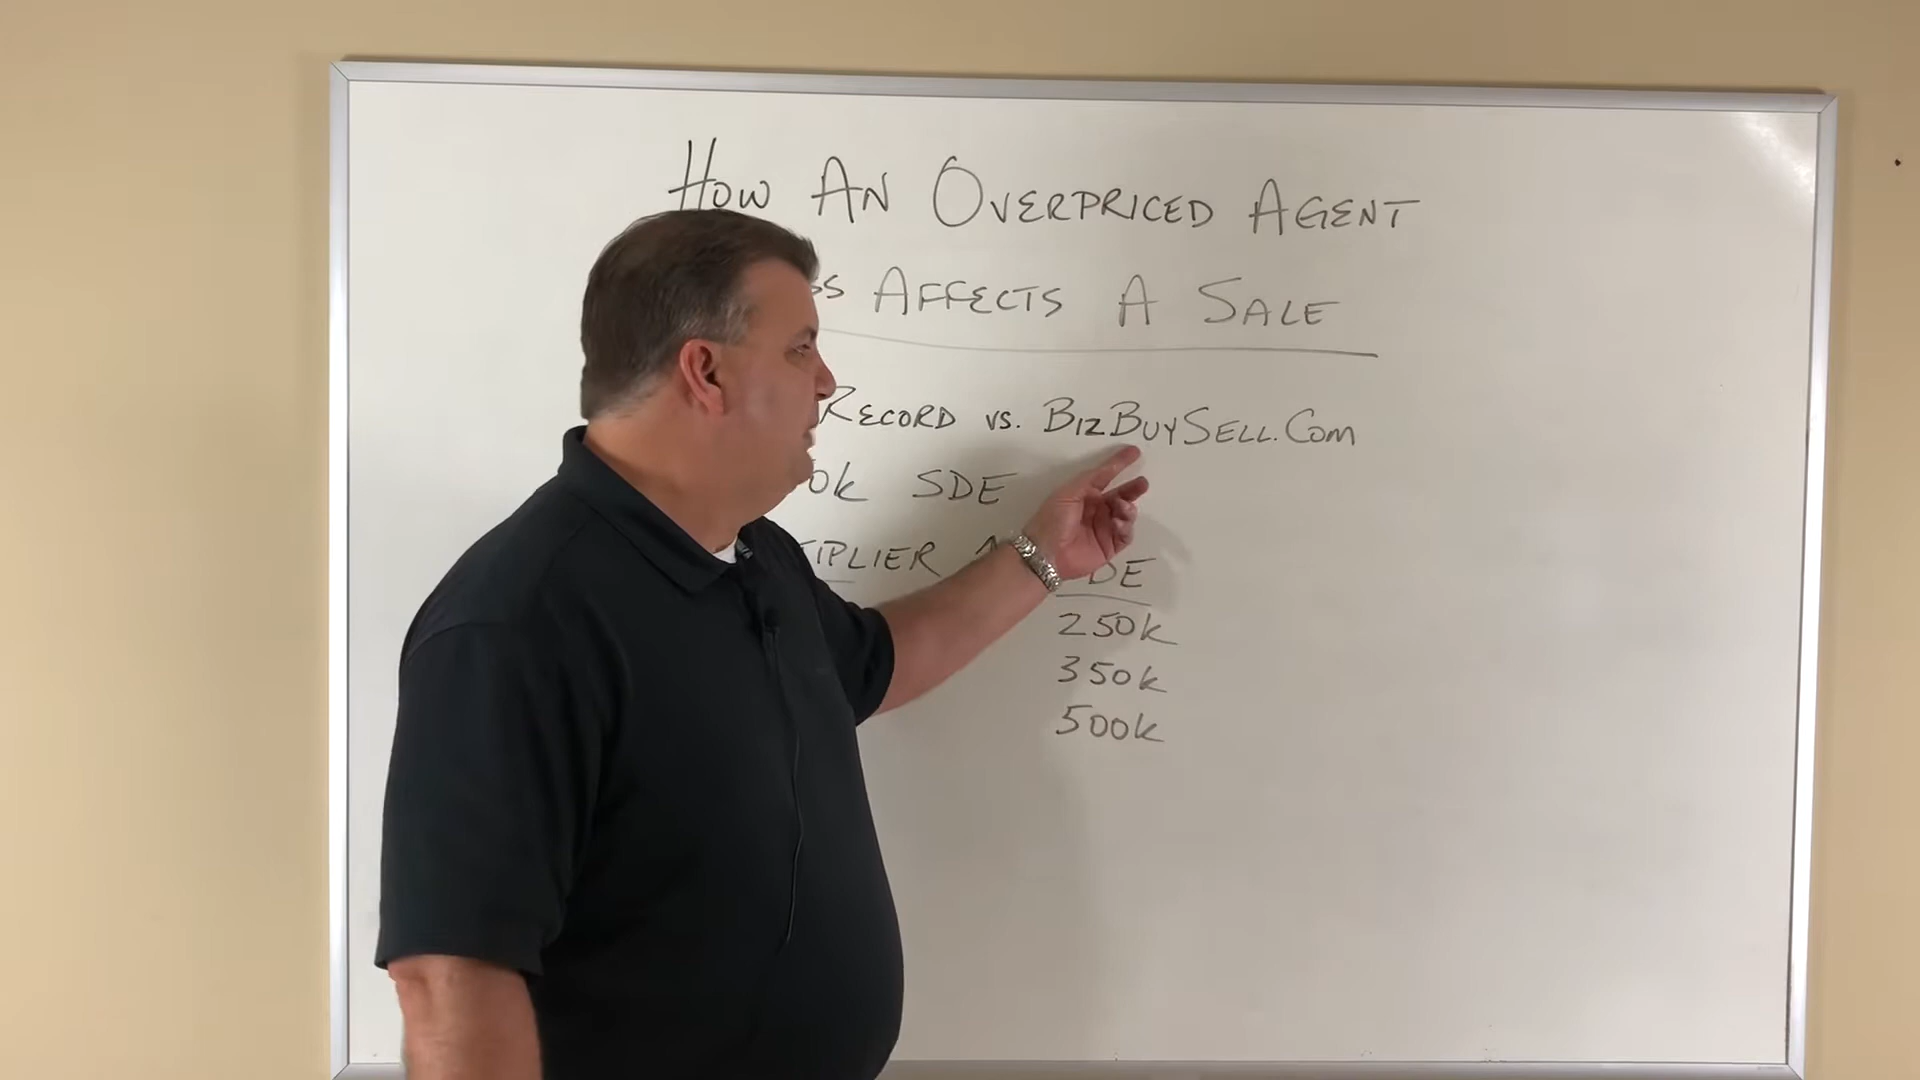 How An Overpriced Agent
Affects A Sale
Record vs. BizBuySell.Com
SDE
250k
350k
500k